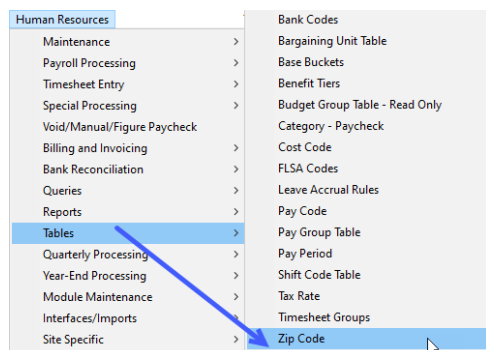 Human Resources
Maintenance
Payroll Processing
Timesheet Entry
Special Processing
Void/Manual/Figure Paycheck
Billing and Invoicing
Bank Reconciliation
Queries
Reports
Tables
Quarterly Processing
Year-End Processing
Module Maintenance
Interfaces/Imports
Site Specific
Bank Codes
Bargaining Unit Table
Base Buckets
Benefit Tiers
Budget Group Table - Read Only
Category - Paycheck
Cost Code
FLSA Codes
Leave Accrual Rules
Pay Code
Pay Group Table
Pay Period
Shift Code Table
Tax Rate
Timesheet Groups
Zip Code